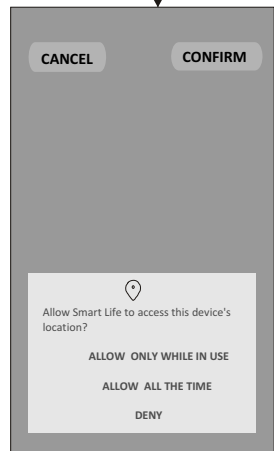 CANCEL
CONFIRM
Allow Smart Life to access this device's
location?
ALLOW ONLY WHILE IN USE
ALLOW ALL THE TIME
DENY